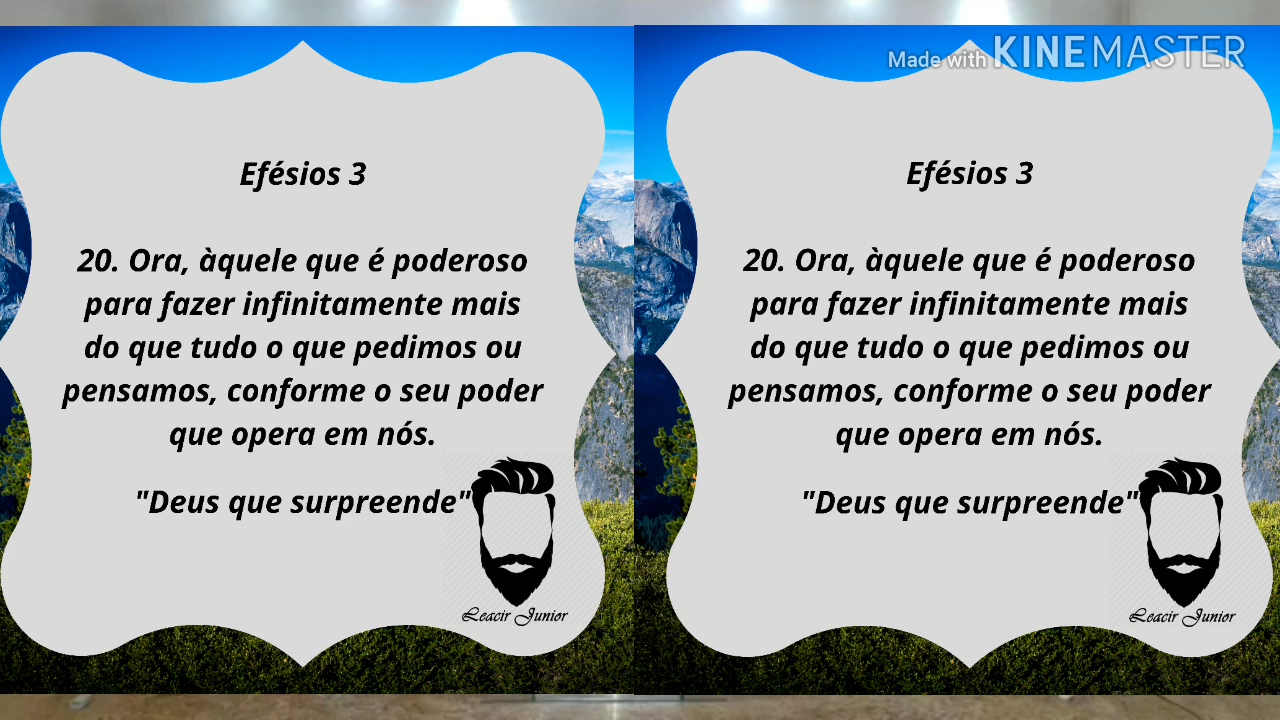 Made with KINEMASTER
Efésios 3
20. Ora, àquele que é poderoso
para fazer infinitamente mais
do que tudo o que pedimos ou
pensamos, conforme o seu poder
que opera em nós.
"Deus que surpreende"
Leacir Junior
Efésios 3
20. Ora, àquele que é poderoso
para fazer infinitamente mais
do que tudo o que pedimos ou
pensamos, conforme o seu poder
que opera em nós.
"Deus que surpreende"
Leacir Junior